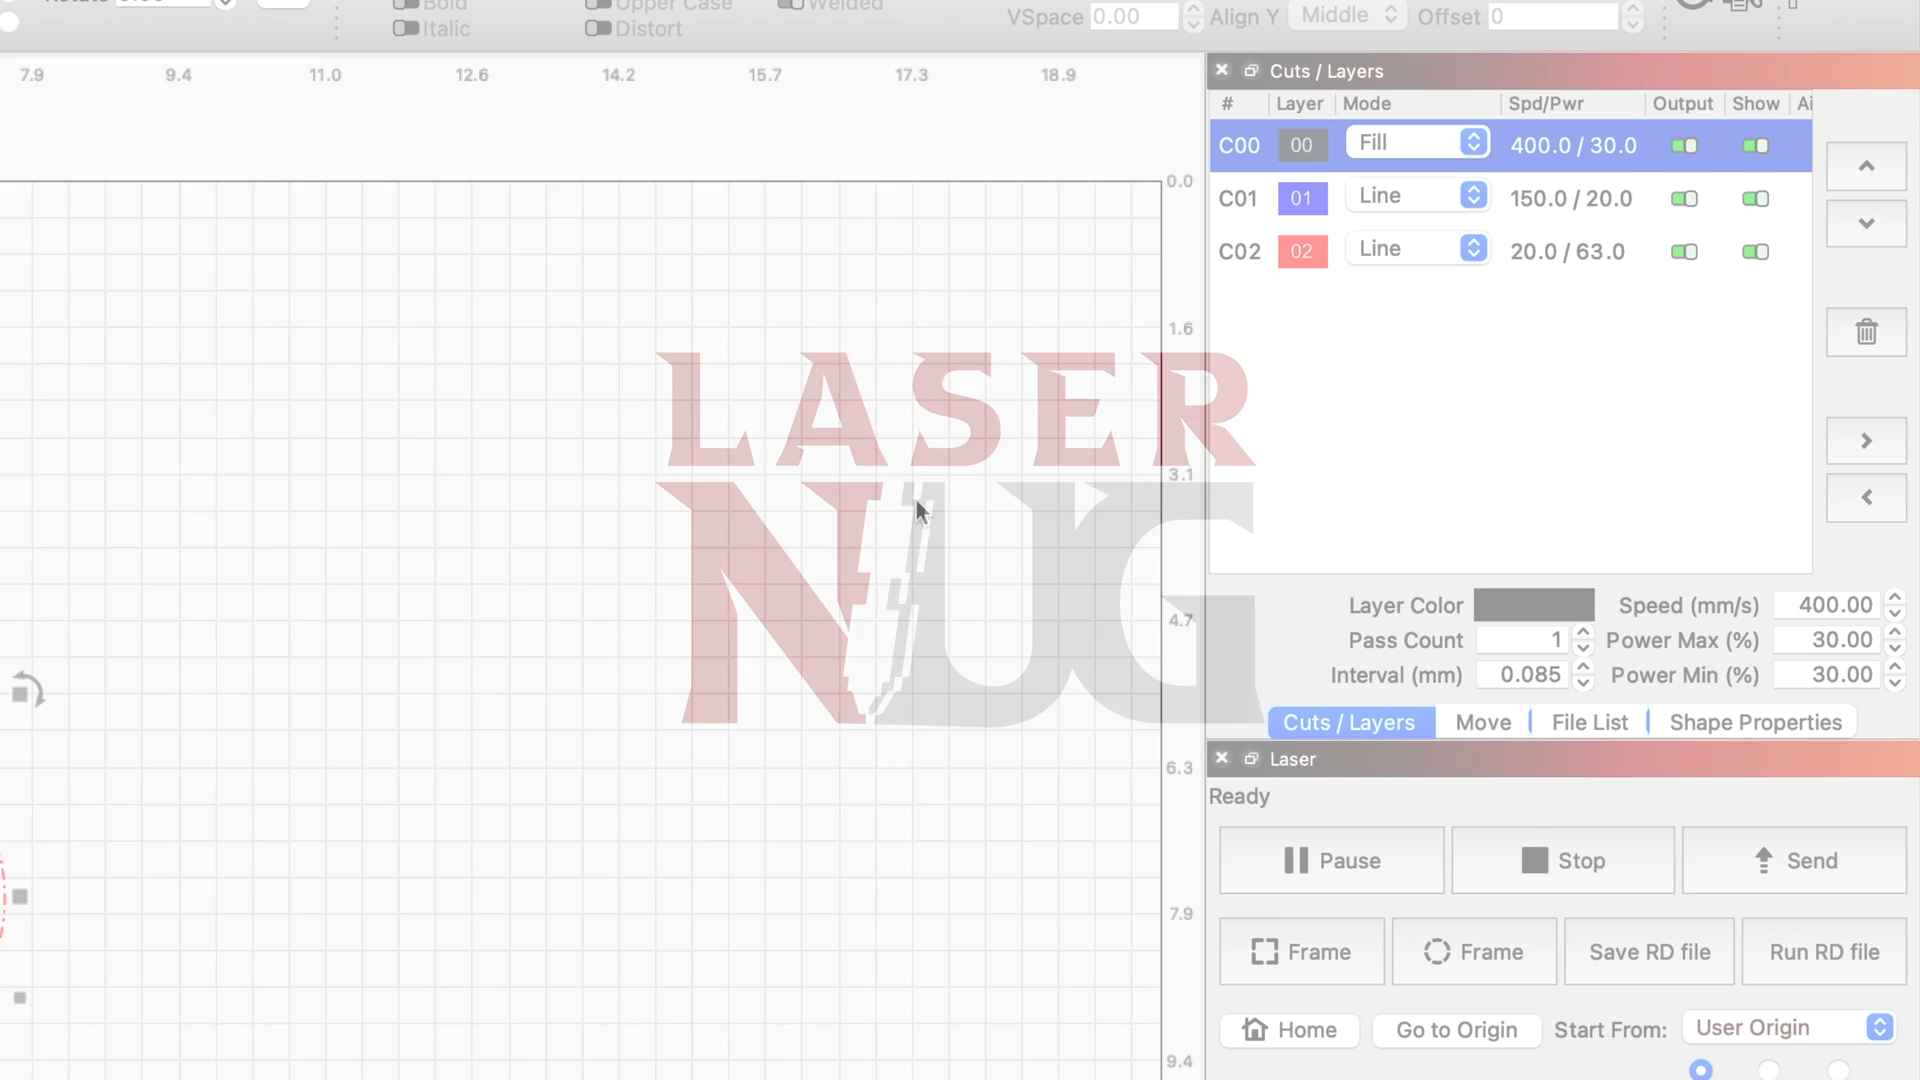 Bold
Upper Case
Welded
Italic
Distort
VSpace 0.00
Align Y Middle
Offset 0
7.9 9.4 11.0 12.6 14.2 15.7 17.3 18.9
0.0
1.6
3.1
4.7
6.3
7.9
9.4
LASER
NUG
Cuts / Layers
# Layer Mode Spd/Pwr Output Show Ai
C00 00 Fill 400.0 / 30.0
C01 01 Line 150.0 / 20.0
C02 02 Line 20.0 / 63.0
Layer Color Speed (mm/s) 400.00
Pass Count 1 Power Max (%) 30.00
Interval (mm) 0.085 Power Min (%) 30.00
Cuts / Layers Move File List Shape Properties
Laser
Ready
Pause Stop Send
Frame Frame Save RD file Run RD file
Home Go to Origin Start From: User Origin